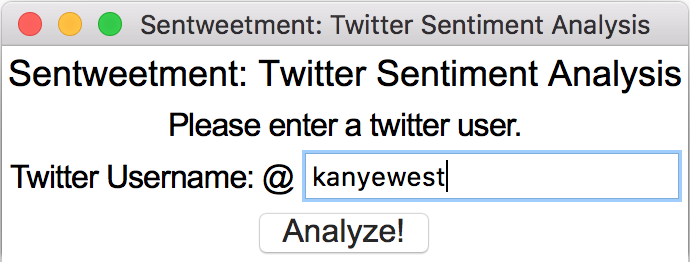 Sentweetment: Twitter Sentiment Analysis
Sentweetment: Twitter Sentiment Analysis
Please enter a twitter user.
Twitter Username: @ kanyewest
Analyze!